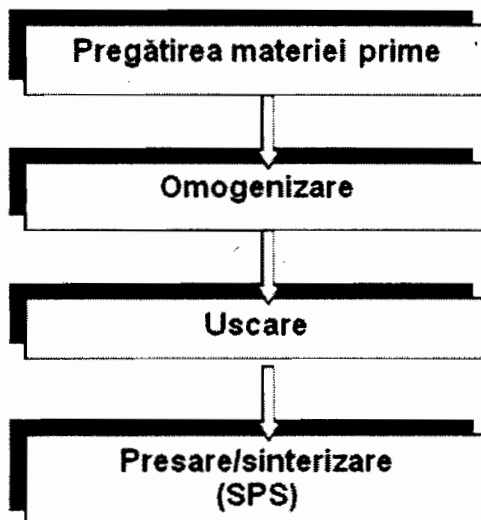 Pregătirea materiei prime
Omogenizare
Uscare
Presare/sinterizare
(SPS)